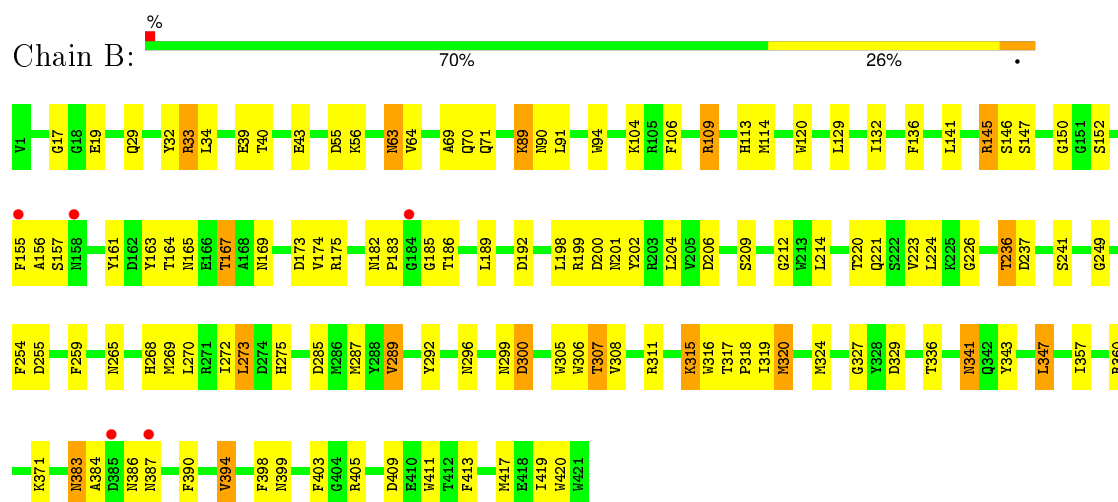 %
Chain B:
70% 26% •
V1 G17 G18 E19 Q29 Y32 R33 L34 E39 T40 E43 D55 K56 N63 V64 A69 Q70 Q71 K89 N90 L91 W94 K104 R105 F106 R109 H113 M114 W120 L129 I132 F136 L141 R145 S146 S147 G150 G151 S152
F155 A156 S157 N158 Y161 D162 Y163 T164 N165 E166 T167 A168 N169 D173 V174 R175 N182 P183 G184 G185 T186 L189 D192 L198 R199 D200 N201 Y202 R203 L204 V205 D206 S209 G212 W213 L214 T220 Q221 S222 V223 L224 K225 G226 T236 D237 S241 G249
F254 D255 F259 N265 H268 M269 L270 R271 I272 L273 D274 H275 D285 M286 M287 Y288 V289 Y292 N296 N299 D300 W305 W306 T307 V308 R311 K315 W316 T317 P318 I319 M320 M324 G327 Y328 D329 T336 N341 Q342 Y343 L347 I357 R360
K371 N383 A384 D385 N386 N387 F390 V394 F398 N399 F403 G404 R405 D409 E410 W411 T412 F413 M417 E418 I419 W420 W421